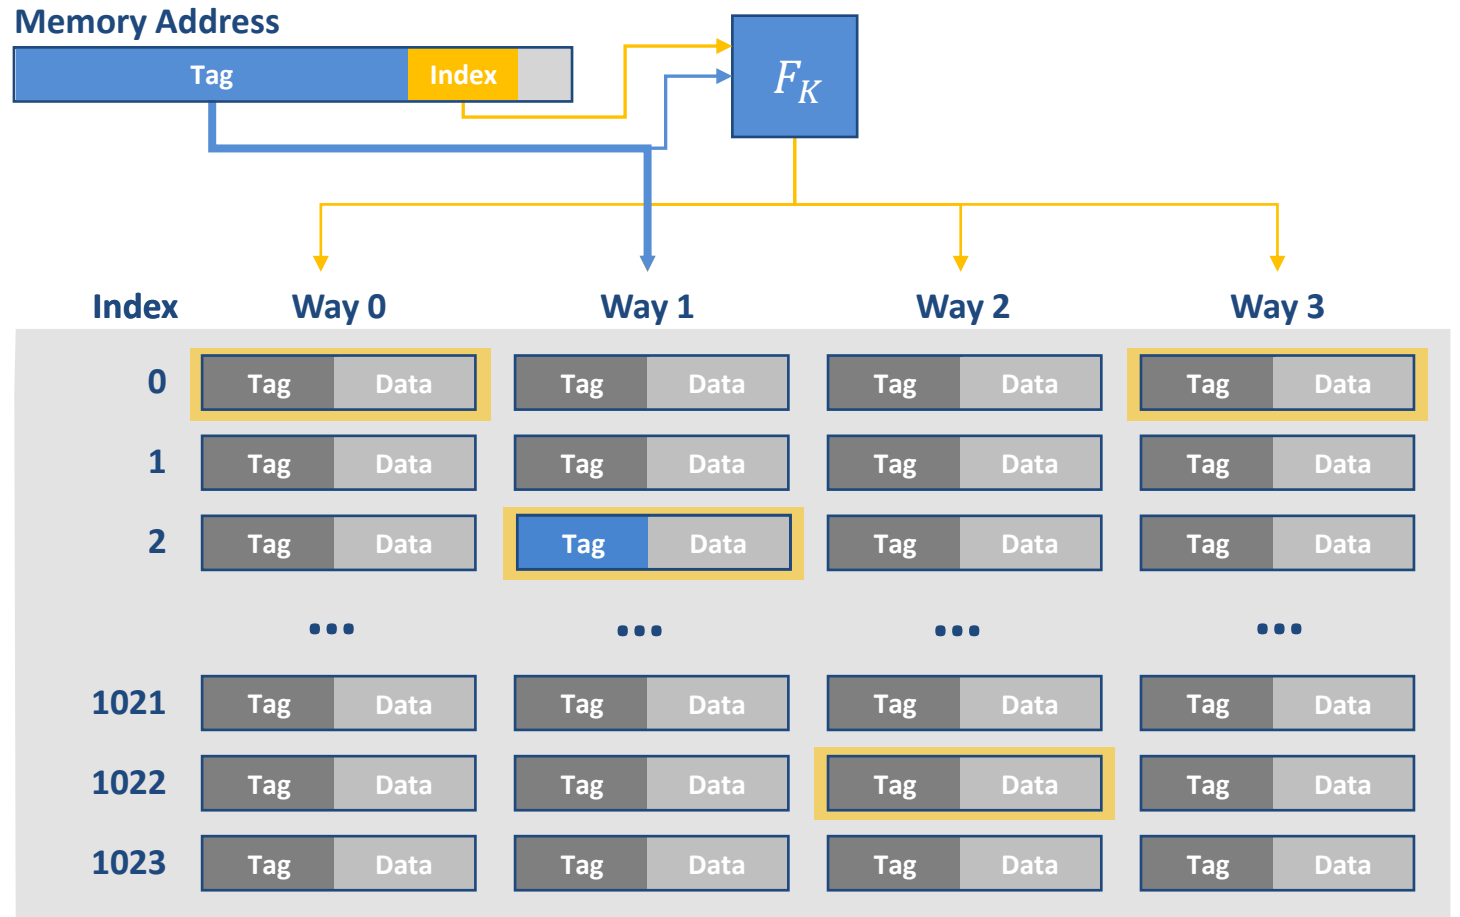 Memory Address
Tag Index
F_K
Index Way 0 Way 1 Way 2 Way 3
0 Tag Data Tag Data Tag Data Tag Data
1 Tag Data Tag Data Tag Data Tag Data
2 Tag Data Tag Data Tag Data Tag Data
... ... ... ...
1021 Tag Data Tag Data Tag Data Tag Data
1022 Tag Data Tag Data Tag Data Tag Data
1023 Tag Data Tag Data Tag Data Tag Data